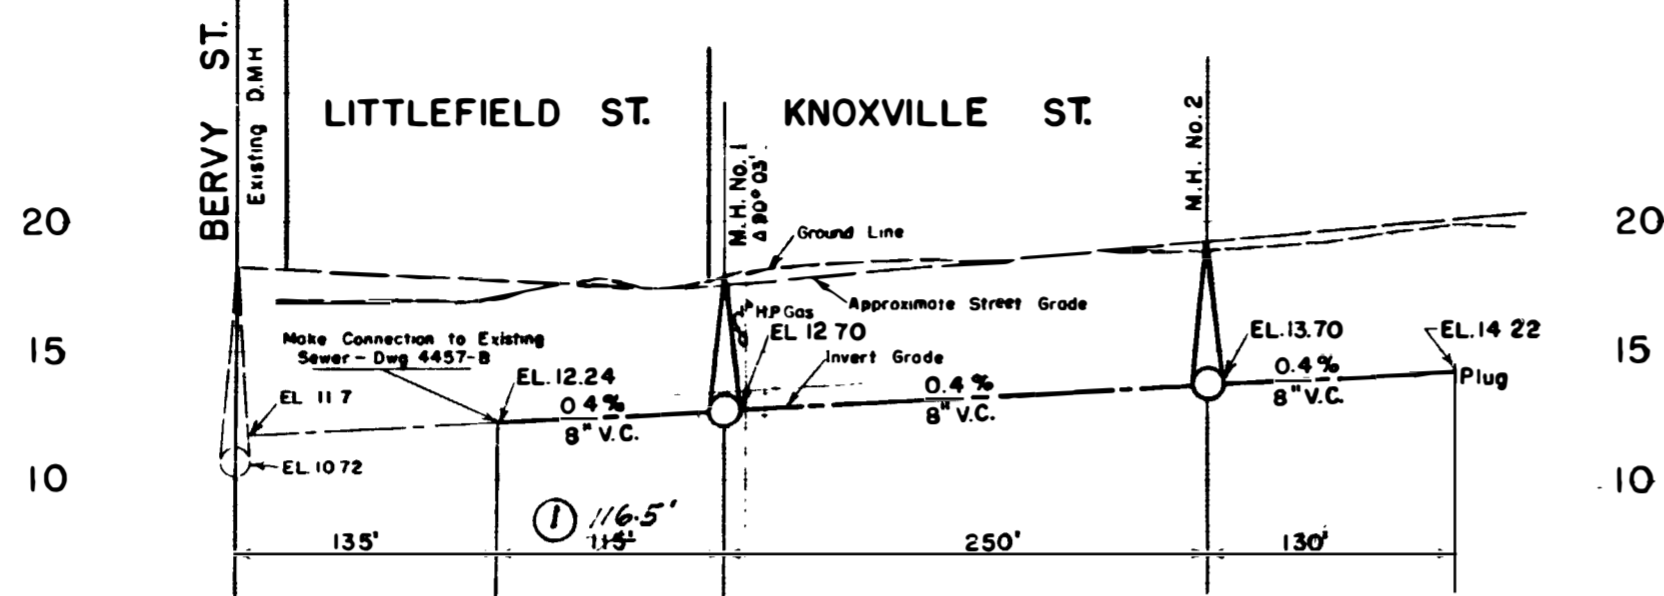 BERVY ST.
Existing D.M.H
LITTLEFIELD ST.
KNOXVILLE ST.
M.H. No. 1
Δ 90° 03'
M.H. No. 2
20
20
Ground Line
Approximate Street Grade
H.P. Gas
EL 12 70
EL. 13.70
EL. 14 22
Make Connection to Existing
Sewer - Dwg 4457-B
15
15
Invert Grade
EL. 12.24
0.4%
8" V.C.
0.4%
8" V.C.
0 4%
8" V.C.
Plug
EL 11 7
EL 10 72
10
10
1 116.5'
135'
115'
250'
130'